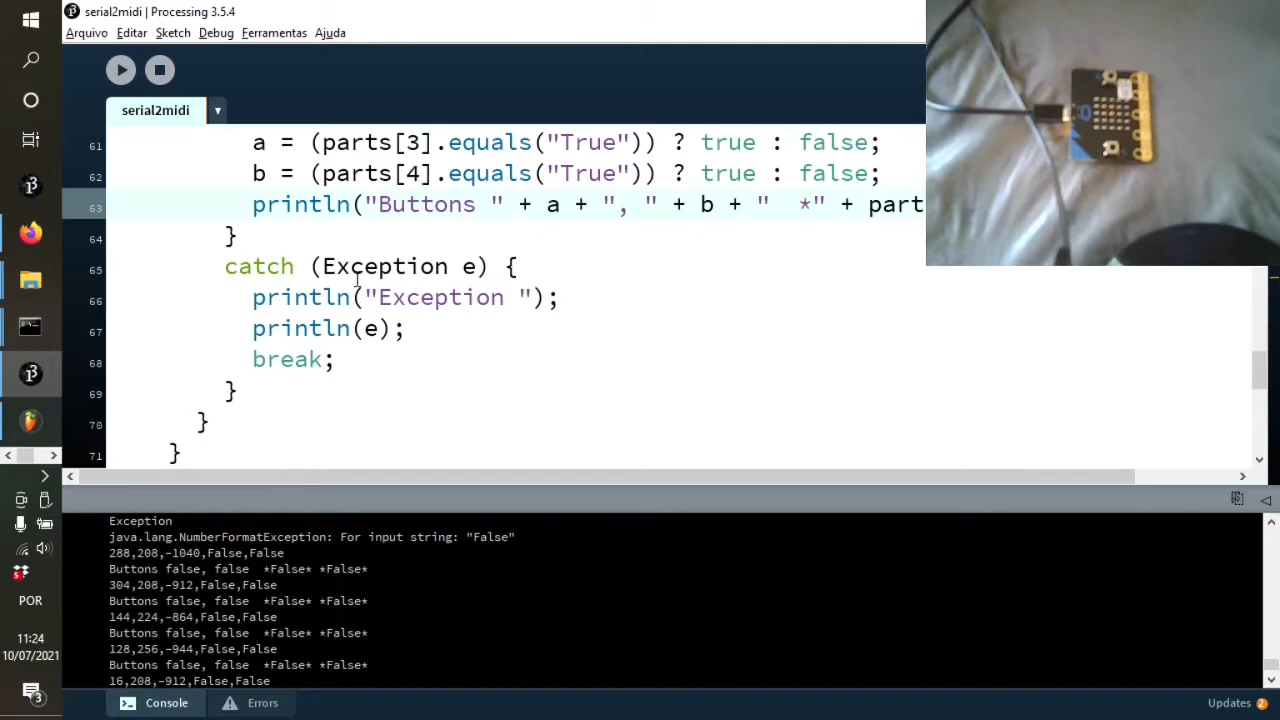 serial2midi | Processing 3.5.4
Arquivo Editar Sketch Debug Ferramentas Ajuda
serial2midi
61 a = (parts[3].equals("True")) ? true : false;
62 b = (parts[4].equals("True")) ? true : false;
63 println("Buttons " + a + ", " + b + " *" + part
64 }
65 catch (Exception e) {
66 println("Exception ");
67 println(e);
68 break;
69 }
70 }
71 }
Exception
java.lang.NumberFormatException: For input string: "False"
288,208,-1040,False,False
Buttons false, false *False* *False*
304,208,-912,False,False
Buttons false, false *False* *False*
144,224,-864,False,False
Buttons false, false *False* *False*
128,256,-944,False,False
Buttons false, false *False* *False*
16,208,-912,False,False
Console Errors
Updates 2
POR
11:24
10/07/2021
3